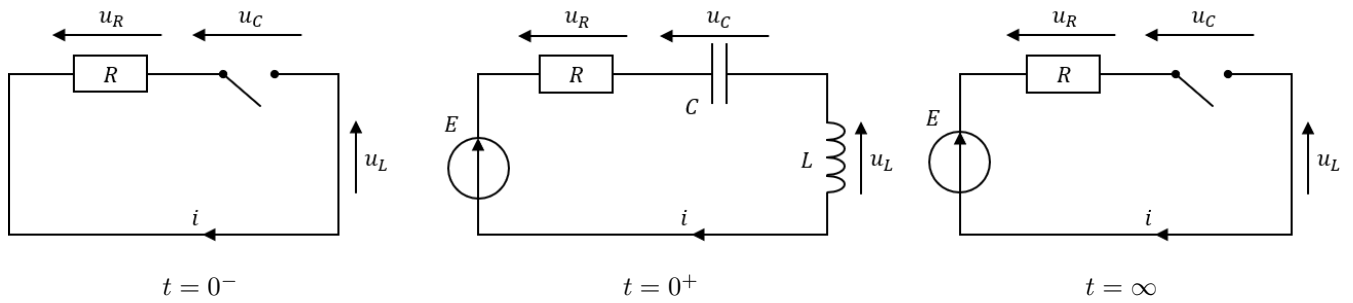 u_R u_C
R
u_L
i
t = 0⁻
u_R u_C
R
C
E
L u_L
i
t = 0⁺
u_R u_C
R
E
u_L
i
t = ∞